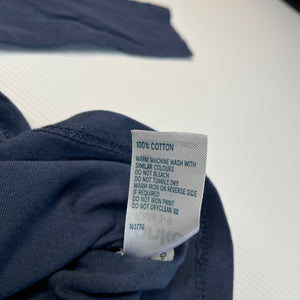 100% COTTON
WARM MACHINE WASH WITH
SIMILAR COLOURS
DO NOT BLEACH
DO NOT TUMBLE DRY
WARM IRON ON REVERSE SIDE
IF REQUIRED
DO NOT IRON PRINT
DO NOT DRYCLEAN
163770